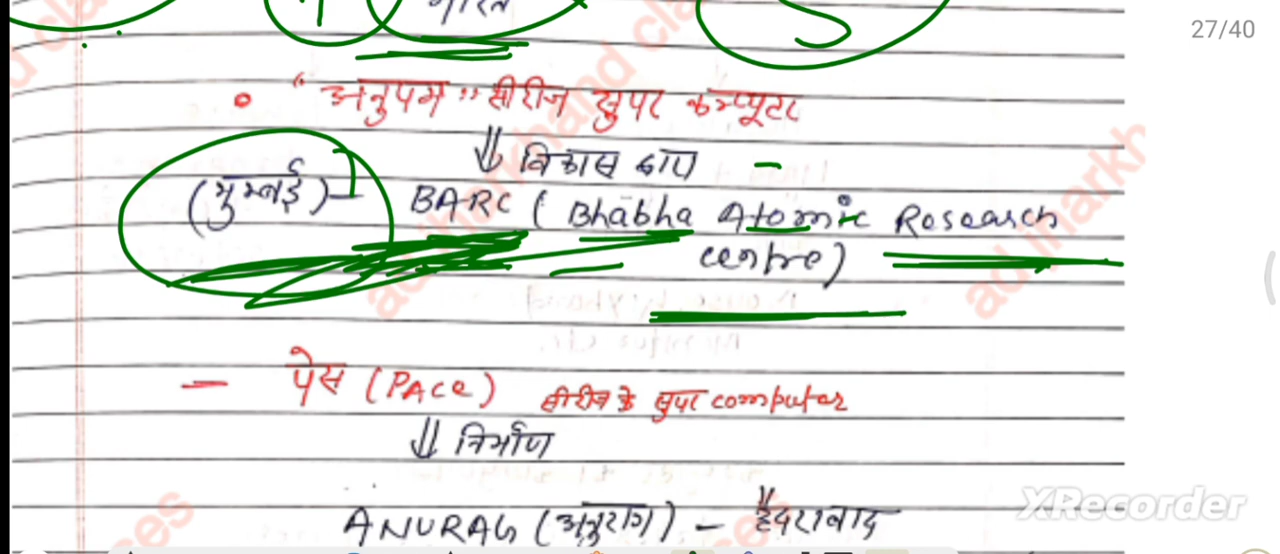 भारत
27/40
"अनुपम" सीरीज सुपर कम्प्यूटर
विकास द्वारा -
(मुम्बई) BARC (Bhabha Atomic Research
centre)
- पेस (PACe) सीरीज के सुपर computer
निर्माण
ANURAG (अनुराग) - हैदराबाद
XRecorder